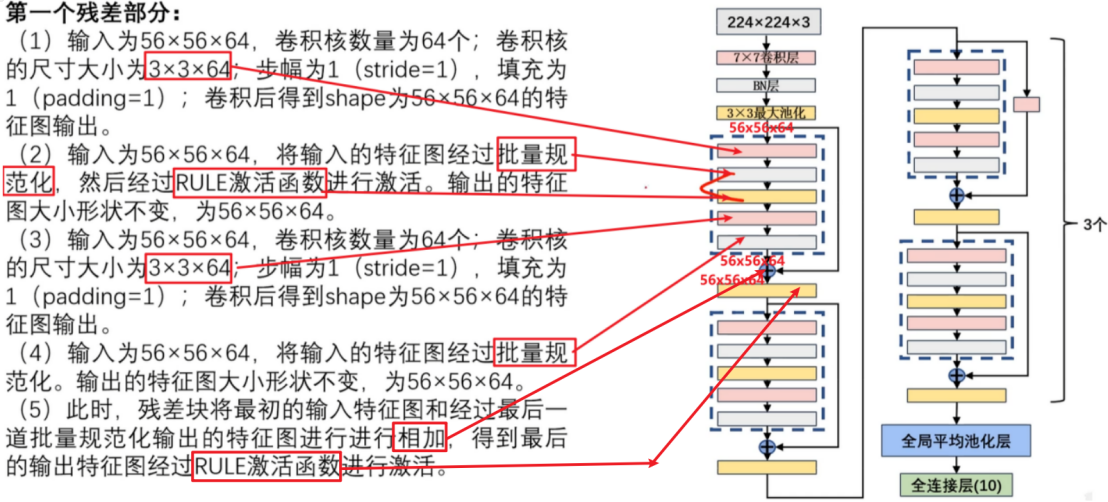 第一个残差部分：
（1）输入为56×56×64，卷积核数量为64个；卷积核
的尺寸大小为3×3×64；步幅为1（stride=1），填充为
1（padding=1）；卷积后得到shape为56×56×64的特
征图输出。
（2）输入为56×56×64，将输入的特征图经过批量规
范化，然后经过RULE激活函数进行激活。输出的特征
图大小形状不变，为56×56×64。
（3）输入为56×56×64，卷积核数量为64个；卷积核
的尺寸大小为3×3×64；步幅为1（stride=1），填充为
1（padding=1）；卷积后得到shape为56×56×64的特
征图输出。
（4）输入为56×56×64，将输入的特征图经过批量规
范化。输出的特征图大小形状不变，为56×56×64。
（5）此时，残差块将最初的输入特征图和经过最后一
道批量规范化输出的特征图进行进行相加，得到最后
的输出特征图经过RULE激活函数进行激活。
224×224×3
7×7卷积层
BN层
3×3最大池化
56x56x64
56x56x64
56x56x64
3个
全局平均池化层
全连接层(10)